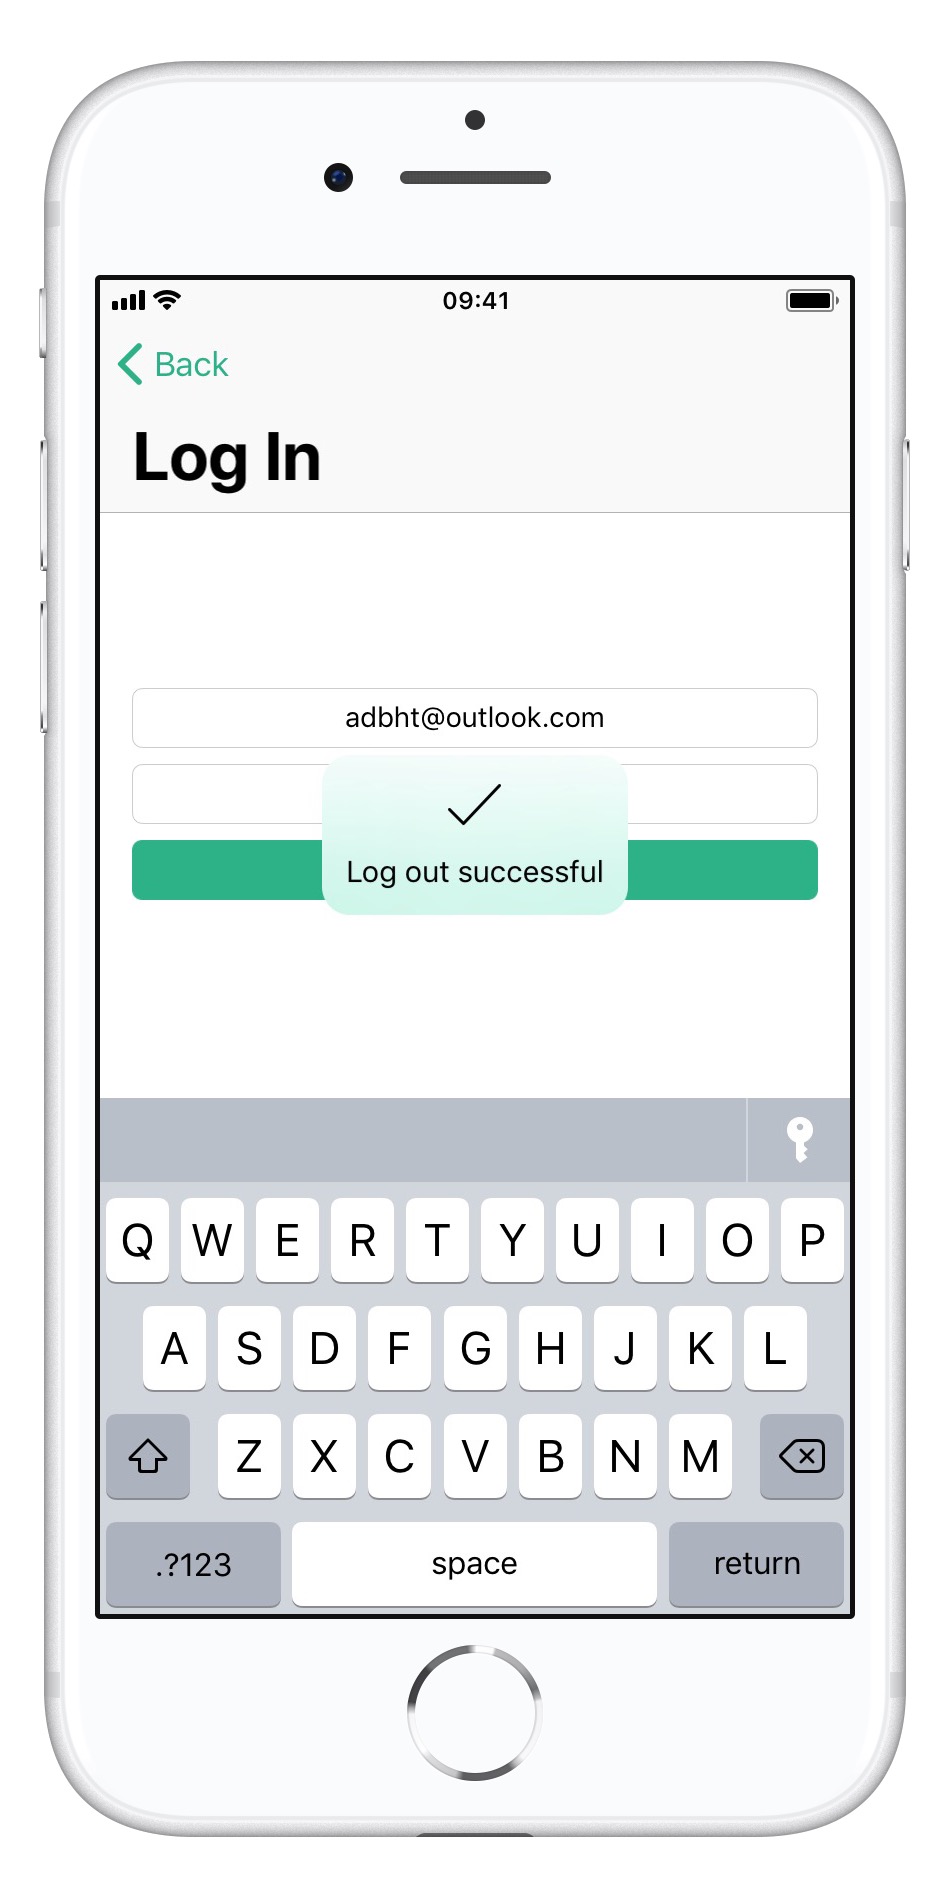 09:41
Back
Log In
adbht@outlook.com
Log out successful
Q W E R T Y U I O P
A S D F G H J K L
Z X C V B N M
.?123 space return